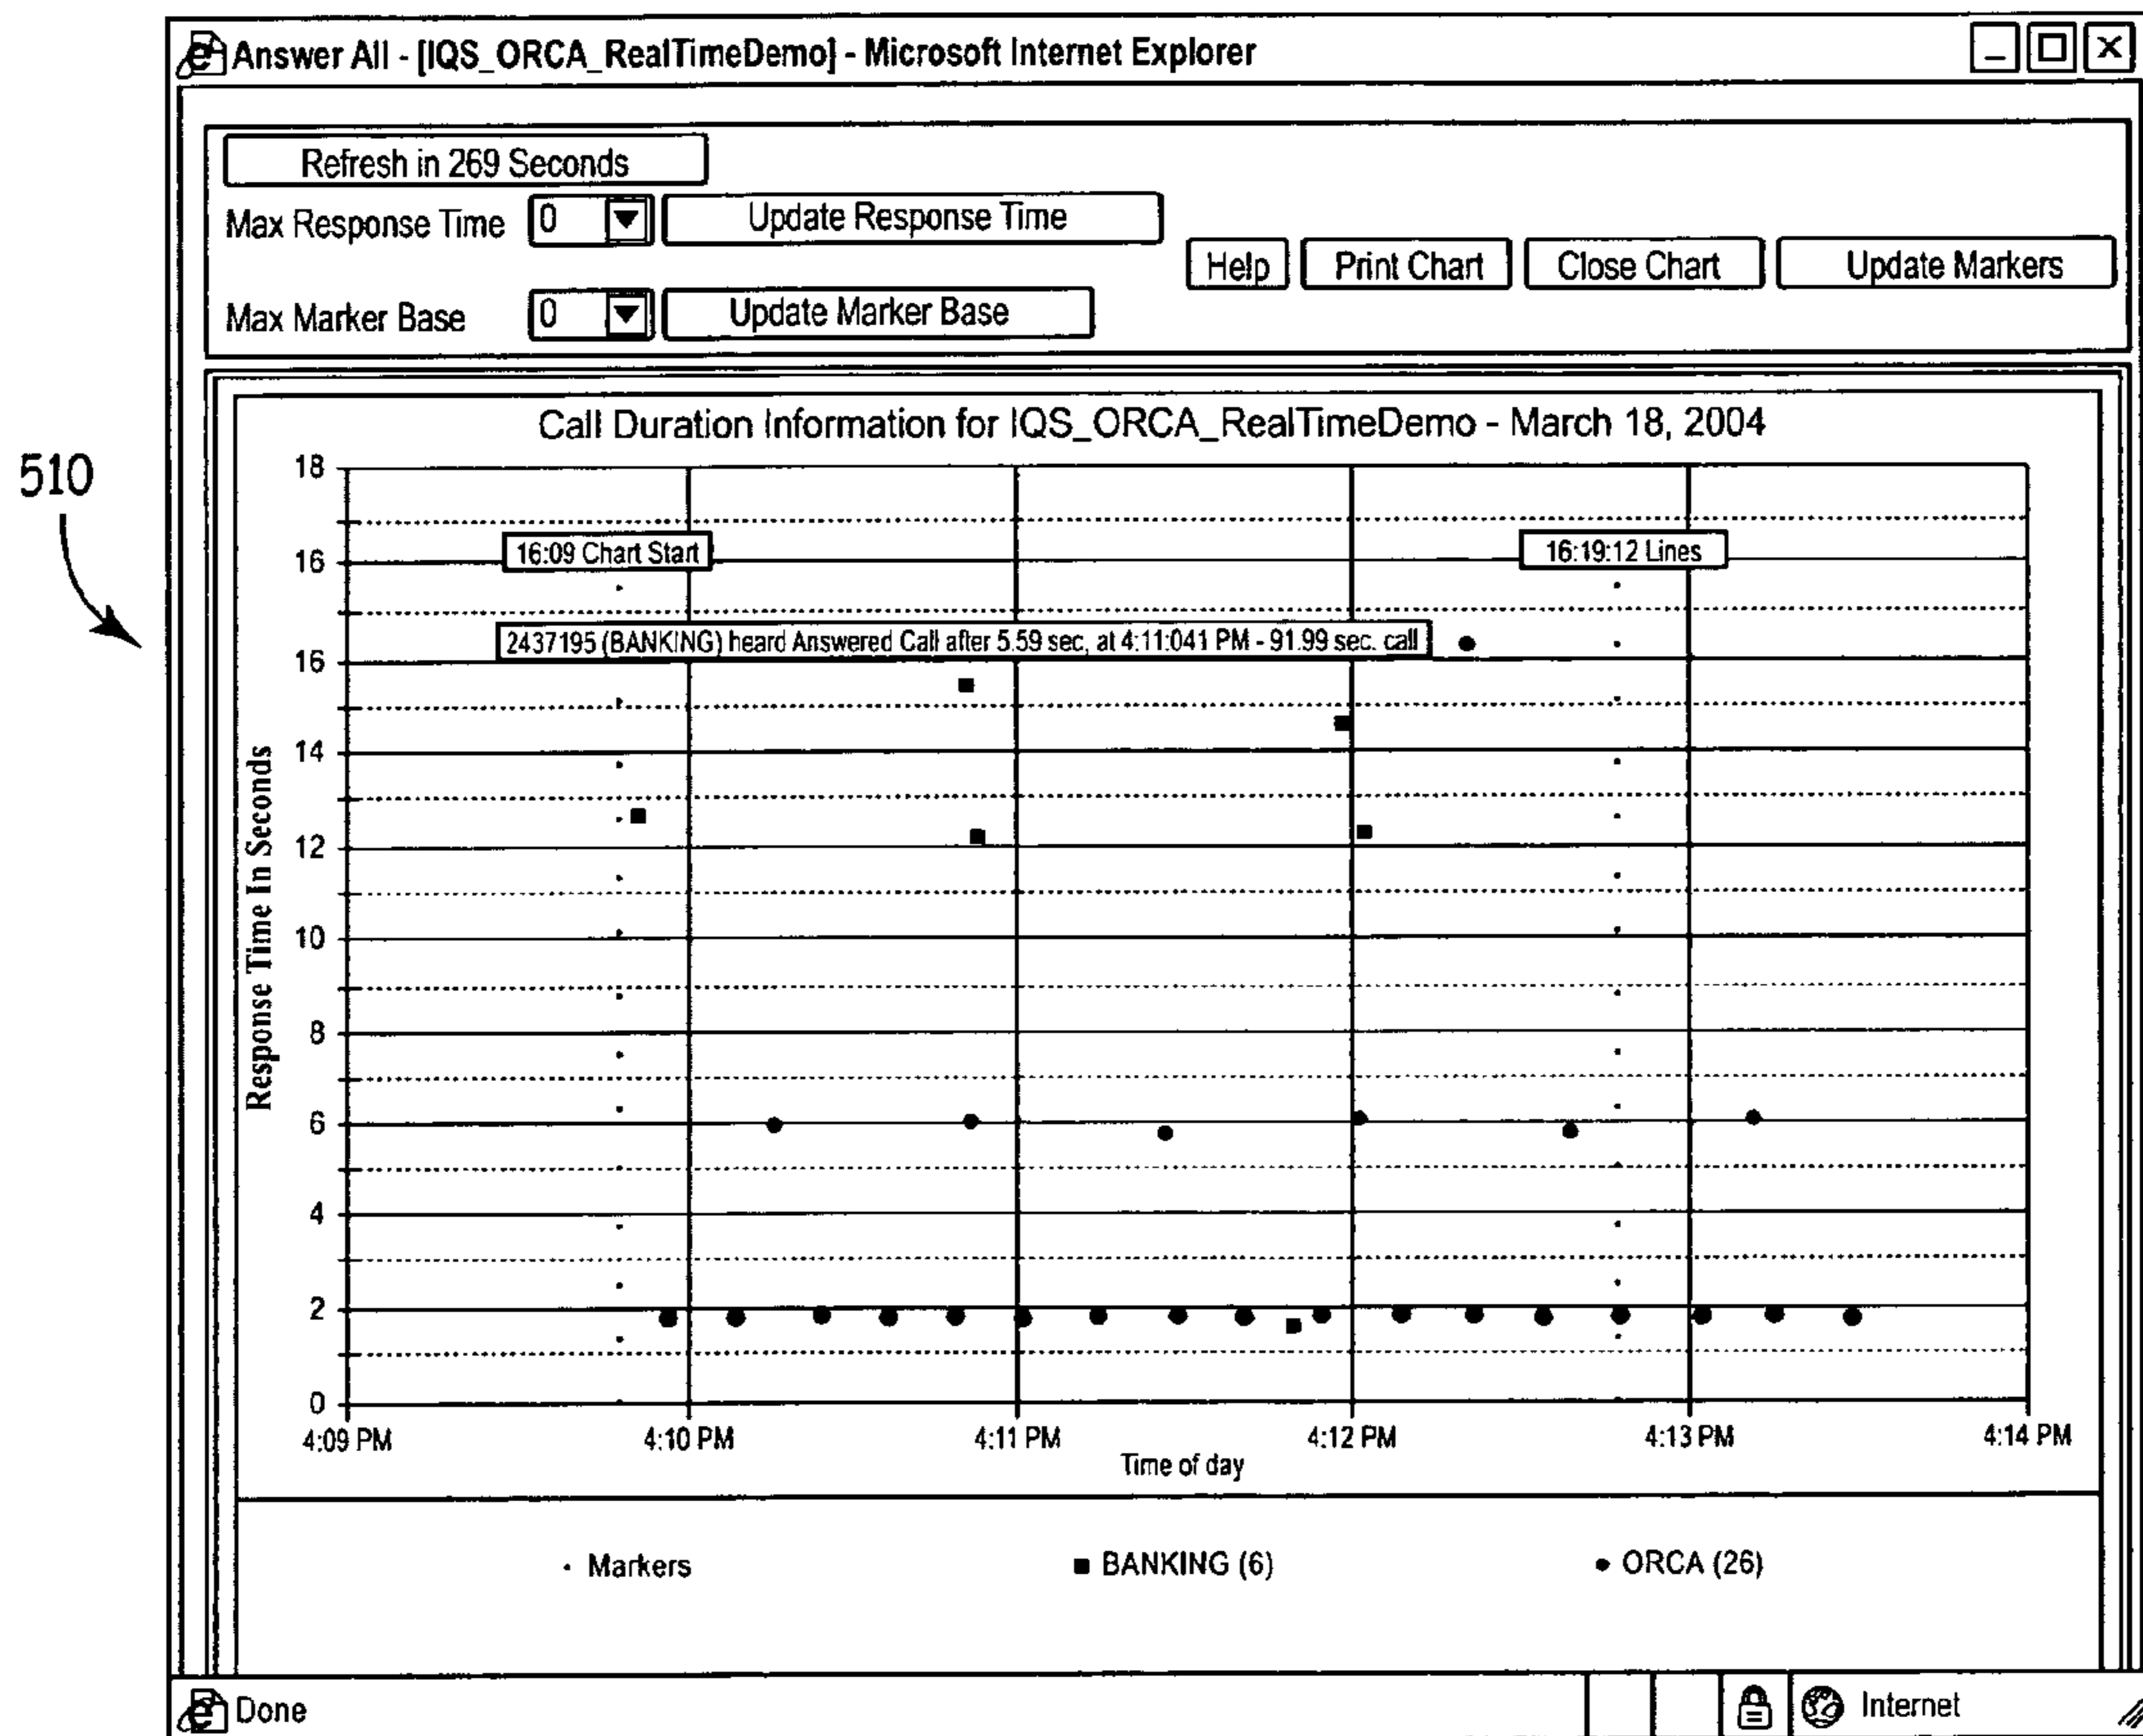 Answer All - [IQS_ORCA_RealTimeDemo] - Microsoft Internet Explorer
Refresh in 269 Seconds
Max Response Time 0 Update Response Time
Help Print Chart Close Chart Update Markers
Max Marker Base 0 Update Marker Base
Call Duration Information for IQS_ORCA_RealTimeDemo - March 18, 2004
510
18
16:09 Chart Start 16:19:12 Lines
16
2437195 (BANKING) heard Answered Call after 5.59 sec, at 4:11:041 PM - 91.99 sec. call
16
14
12
10
8
6
4
2
0
Response Time In Seconds
4:09 PM 4:10 PM 4:11 PM 4:12 PM 4:13 PM 4:14 PM
Time of day
Markers BANKING (6) ORCA (26)
Done Internet